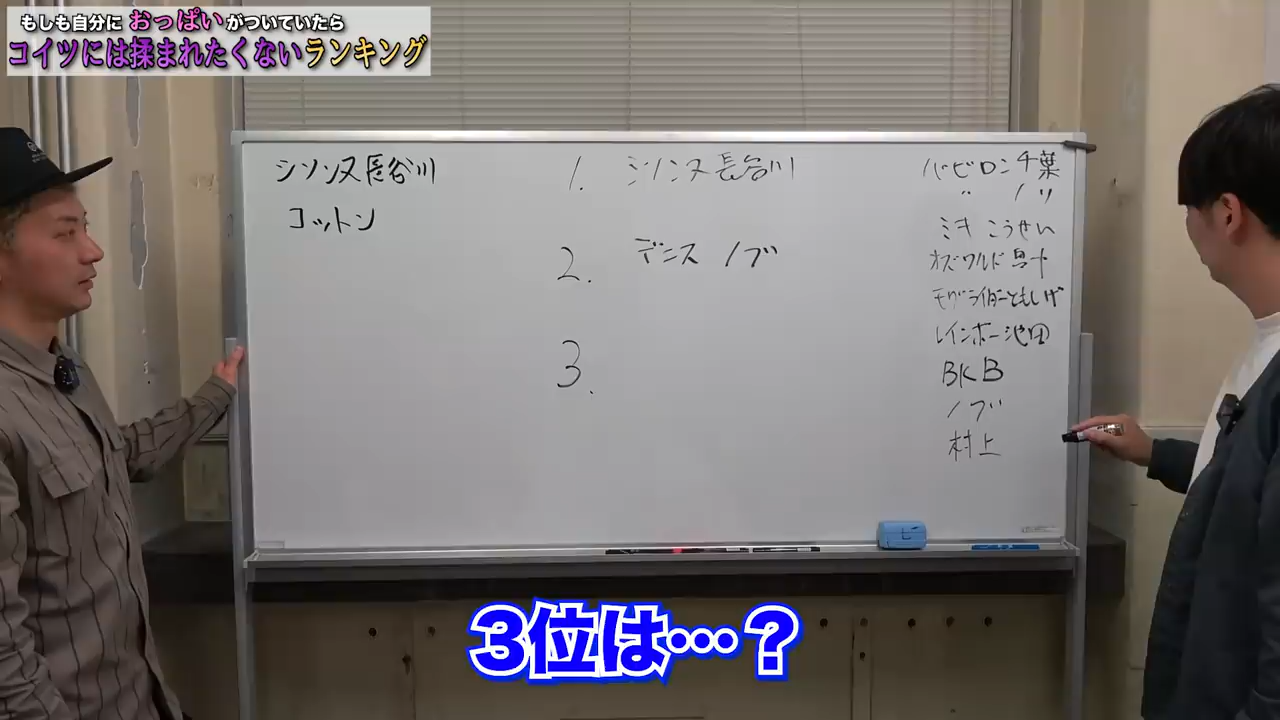 もしも自分に おっぱいがついていたら
コイツには揉まれたくないランキング
シソンヌ長谷川
コットン
1. シソンヌ長谷川
2. デニス ノブ
3.
バビロン千葉
〃 ノリ
ミキ こうせい
オズワルド 畠中
モグライダーともしげ
レインボー池田
BKB
ノブ
村上
3位は…？